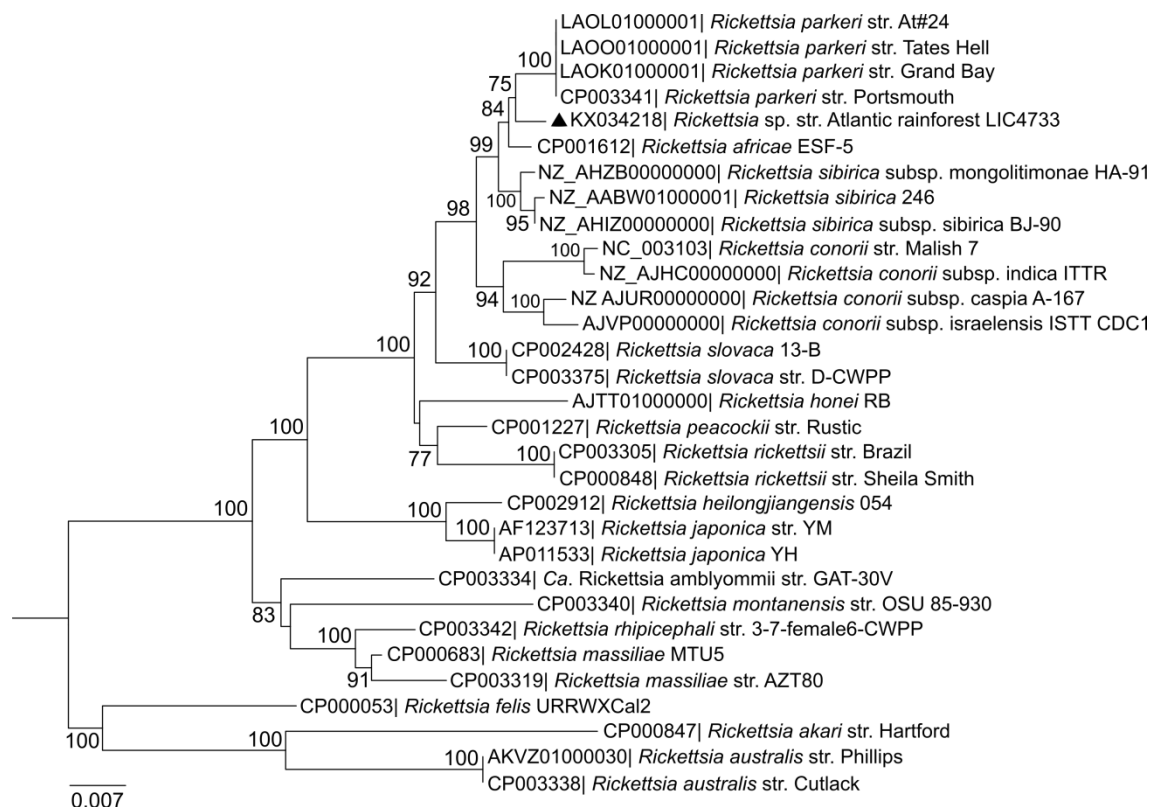 LAOL01000001| Rickettsia parkeri str. At#24
LAOO01000001| Rickettsia parkeri str. Tates Hell
100
LAOK01000001| Rickettsia parkeri str. Grand Bay
75
CP003341| Rickettsia parkeri str. Portsmouth
84
▲KX034218| Rickettsia sp. str. Atlantic rainforest LIC4733
99
CP001612| Rickettsia africae ESF-5
NZ_AHZB00000000| Rickettsia sibirica subsp. mongolitimonae HA-91
100
NZ_AABW01000001| Rickettsia sibirica 246
98
95
NZ_AHIZ00000000| Rickettsia sibirica subsp. sibirica BJ-90
100
NC_003103| Rickettsia conorii str. Malish 7
NZ_AJHC00000000| Rickettsia conorii subsp. indica ITTR
92
94
100
NZ AJUR00000000| Rickettsia conorii subsp. caspia A-167
AJVP00000000| Rickettsia conorii subsp. israelensis ISTT CDC1
100
100
CP002428| Rickettsia slovaca 13-B
CP003375| Rickettsia slovaca str. D-CWPP
AJTT01000000| Rickettsia honei RB
100
CP001227| Rickettsia peacockii str. Rustic
77
100
CP003305| Rickettsia rickettsii str. Brazil
CP000848| Rickettsia rickettsii str. Sheila Smith
100
CP002912| Rickettsia heilongjiangensis 054
100
100
AF123713| Rickettsia japonica str. YM
AP011533| Rickettsia japonica YH
CP003334| Ca. Rickettsia amblyommii str. GAT-30V
83
CP003340| Rickettsia montanensis str. OSU 85-930
100
CP003342| Rickettsia rhipicephali str. 3-7-female6-CWPP
CP000683| Rickettsia massiliae MTU5
91
CP003319| Rickettsia massiliae str. AZT80
CP000053| Rickettsia felis URRWXCal2
100
100
CP000847| Rickettsia akari str. Hartford
100
AKVZ01000030| Rickettsia australis str. Phillips
CP003338| Rickettsia australis str. Cutlack
0.007